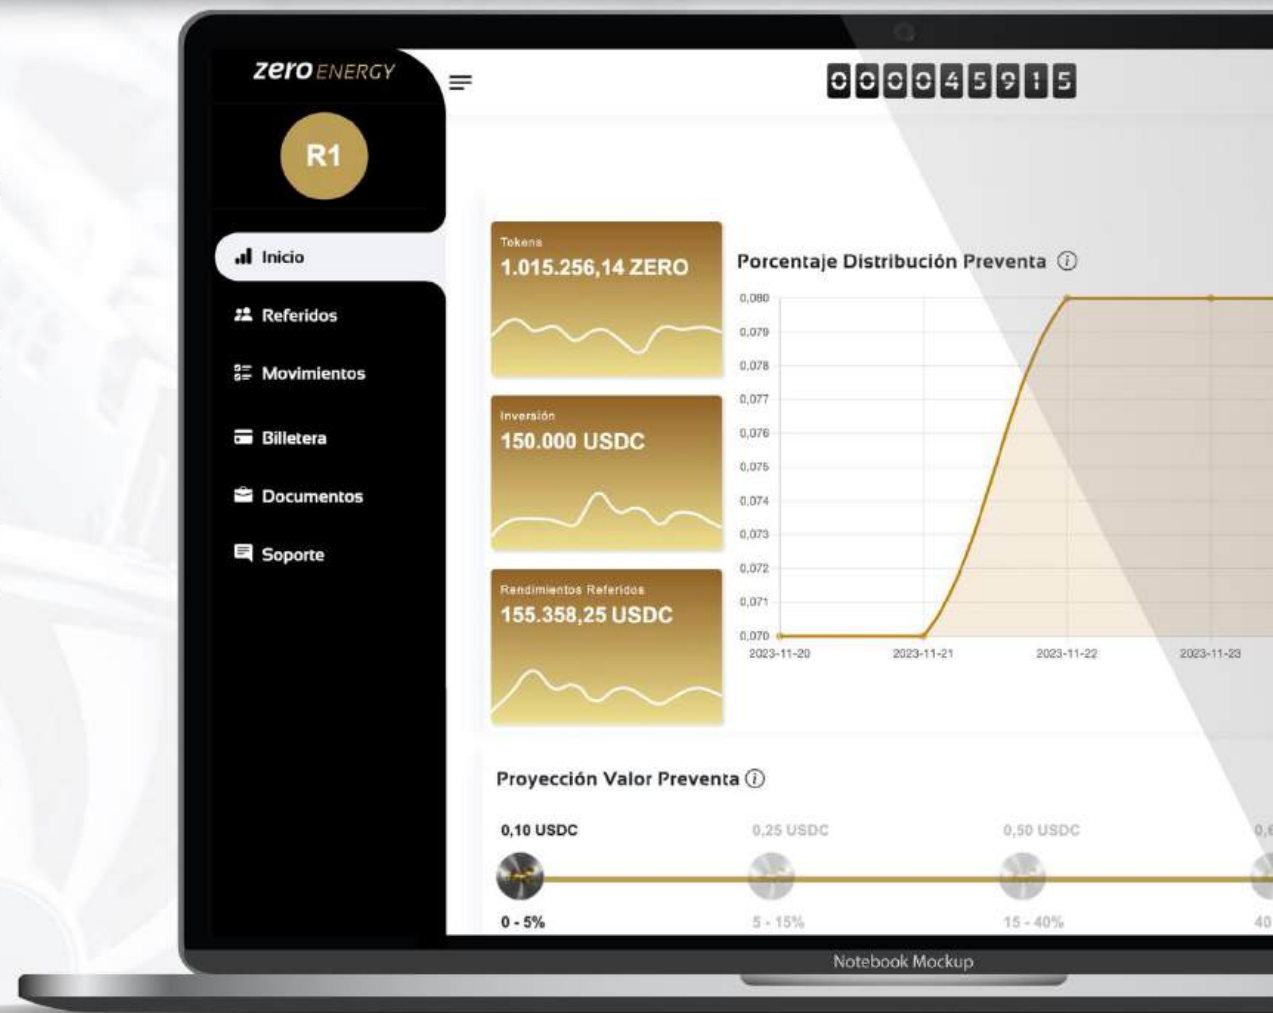 zero ENERGY
00045915
R1
Inicio
Referidos
Movimientos
Billetera
Documentos
Soporte
Tokens
1.015.256,14 ZERO
Inversión
150.000 USDC
Rendimientos Referidos
155.358,25 USDC
Porcentaje Distribución Preventa
0,080
0,079
0,078
0,077
0,076
0,075
0,074
0,073
0,072
0,071
0,070
2023-11-20 2023-11-21 2023-11-22 2023-11-23
Proyección Valor Preventa
0,10 USDC 0,25 USDC 0,50 USDC
0 - 5% 5 - 15% 15 - 40% 40
Notebook Mockup